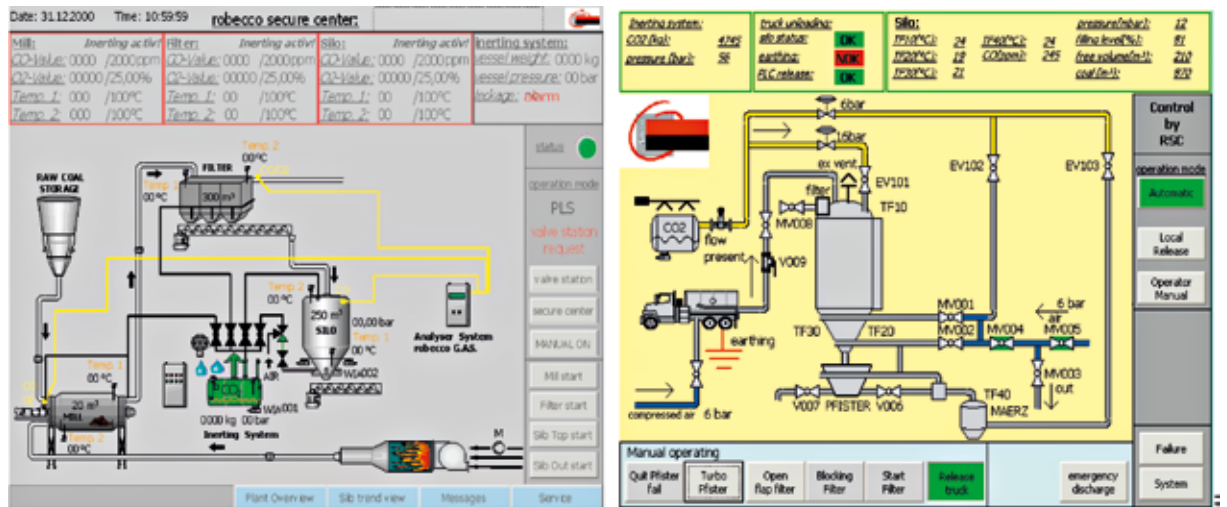 Date: 31.12.2000 Time: 10:59:59 robecco secure center:
Mill: Inerting activ!
CO-Value: 0000 /2000ppm
O2-Value: 0000 /25,00%
Temp. 1: 000 /100°C
Temp. 2: 000 /100°C
Filter: Inerting activ!
CO-Value: 0000 /2000ppm
O2-Value: 00000 /25,00%
Temp. 1: 00 /100°C
Temp. 2: 00 /100°C
Silo: Inerting activ!
CO-Value: 0000 /2000ppm
O2-Value: 00000 /25,00%
Temp. 1: 00 /100°C
Temp. 2: 00 /100°C
inerting system:
vessel weight: 0000 kg
vessel pressure: 00 bar
alarm
status
operation mode
PLS
valve station
request
valve station
secure center
MANUAL ON
Mill start
Filter start
Silo Top start
Silo Out start
RAW COAL
STORAGE
Temp. 2
00°C
FILTER
Temp. 1
00°C
300 m³
Temp. 2
00°C
250 m³
SILO
00,00 bar
Temp. 1
00 °C
WIA002
Analyser System
robecco G.A.S.
AIR
CO₂
WIA001
0000 kg 00 bar
Inerting System
Temp. 1
00°C
20 m³
MILL
Temp. 2
00°C
M
Plant Overview
Silo trend view
Messages
Service
Inerting system:
CO2 (kg): 4745
pressure (bar): 56
truck unloading:
silo status: OK
earthing: NOK
PLC release: OK
Silo:
TF10(°C): 24
TF20(°C): 19
TF30(°C): 21
TF40(°C): 24
CO(ppm): 245
pressure(mbar): 12
filling level(%): 81
free volume(m³): 210
coal (m³): 970
6bar
16bar
ex vent
EV101
EV102
EV103
filter
TF10
MV008
CO2
flow
present
V009
TF30
TF20
earthing
MV001
MV002
6 bar
air
MV004
MV005
MV003
out
V007
PFISTER
V006
TF40
MAERZ
compressed air 6 bar
Control
by
RSC
operation mode
Automatic
Local
Release
Operator
Manual
Failure
System
Manual operating
Quit Pfister
fail
Turbo
Pfister
Open
flap filter
Blocking
Filter
Start
Filter
Release
truck
emergency
discharge